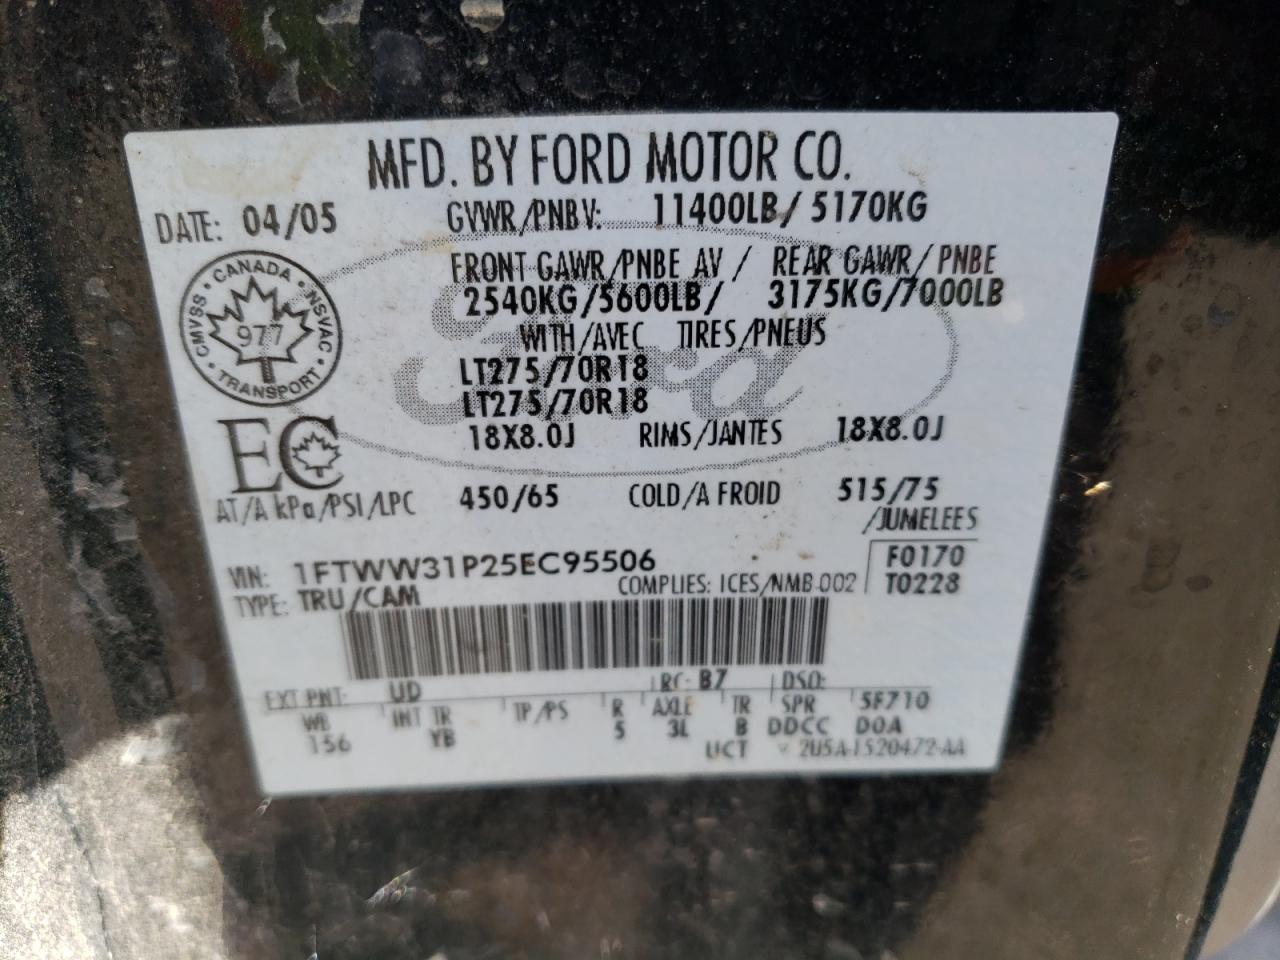 MFD. BY FORD MOTOR CO.
DATE: 04/05 GVWR/PNBV: 11400LB/ 5170KG
FRONT GAWR/PNBE AV / REAR GAWR/ PNBE
2540KG/5600LB/ 3175KG/7000LB
WITH/AVEC TIRES/PNEUS
LT275/70R18
LT275/70R18
18X8.0J RIMS/JANTES 18X8.0J
CANADA
CMVSS NSVAC
977
TRANSPORT
EC
Ford
AT/A kPa/PSI/LPC 450/65 COLD/A FROID 515/75
/JUMELEES
VIN: 1FTWW31P25EC95506 F0170
COMPLIES: ICES/NMB-002 T0228
TYPE: TRU/CAM
EXT PNT: UD RC: B7 DSO:
WB INT TR TP/PS R AXLE TR SPR 5F710
156 YB 5 3L B DDCC D0A
UCT 2U5A-1520472-AA